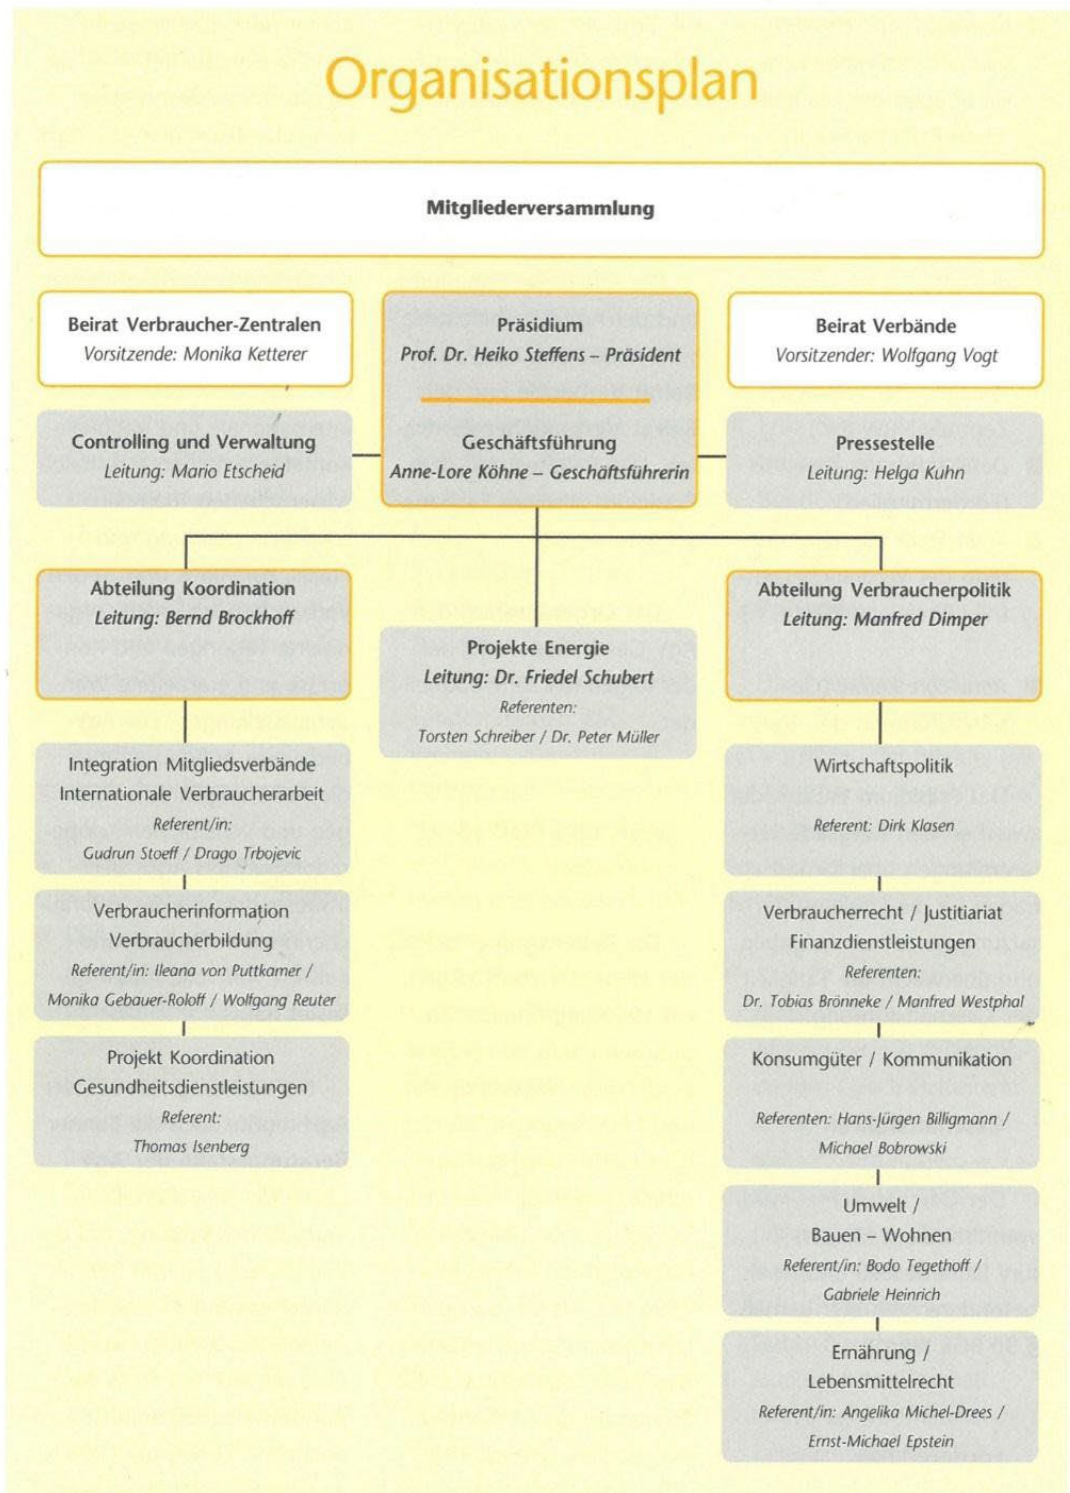 Organisationsplan
Mitgliederversammlung
Beirat Verbraucher-Zentralen
Vorsitzende: Monika Ketterer
Präsidium
Prof. Dr. Heiko Steffens – Präsident
Beirat Verbände
Vorsitzender: Wolfgang Vogt
Controlling und Verwaltung
Leitung: Mario Etscheid
Geschäftsführung
Anne-Lore Köhne – Geschäftsführerin
Pressestelle
Leitung: Helga Kuhn
Abteilung Koordination
Leitung: Bernd Brockhoff
Projekte Energie
Leitung: Dr. Friedel Schubert
Referenten:
Torsten Schreiber / Dr. Peter Müller
Abteilung Verbraucherpolitik
Leitung: Manfred Dimper
Integration Mitgliedsverbände
Internationale Verbraucherarbeit
Referent/in:
Gudrun Stoeff / Drago Trbojevic
Verbraucherinformation
Verbraucherbildung
Referent/in: Ileana von Puttkamer /
Monika Gebauer-Roloff / Wolfgang Reuter
Projekt Koordination
Gesundheitsdienstleistungen
Referent:
Thomas Isenberg
Wirtschaftspolitik
Referent: Dirk Klasen
Verbraucherrecht / Justitiariat
Finanzdienstleistungen
Referenten:
Dr. Tobias Brönneke / Manfred Westphal
Konsumgüter / Kommunikation
Referenten: Hans-Jürgen Billigmann /
Michael Bobrowski
Umwelt /
Bauen – Wohnen
Referent/in: Bodo Tegethoff /
Gabriele Heinrich
Ernährung /
Lebensmittelrecht
Referent/in: Angelika Michel-Drees /
Ernst-Michael Epstein